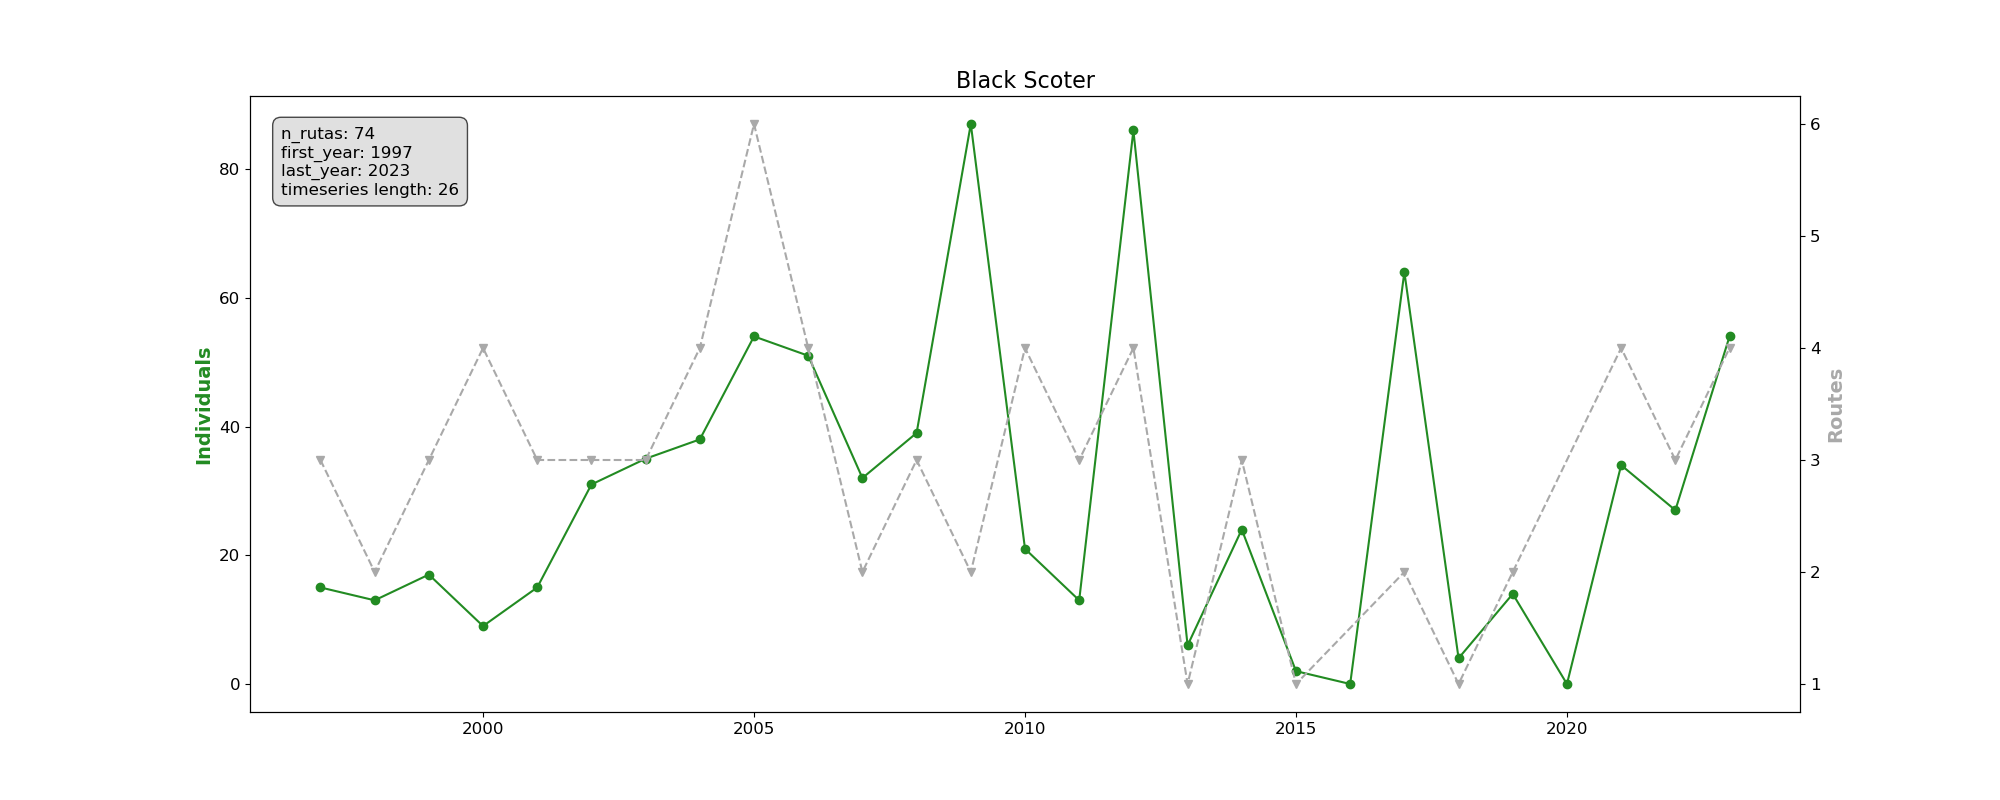 Black Scoter
n_rutas: 74
first_year: 1997
last_year: 2023
timeseries length: 26
80
60
40
20
0
Individuals
6
5
4
3
2
1
Routes
2000
2005
2010
2015
2020